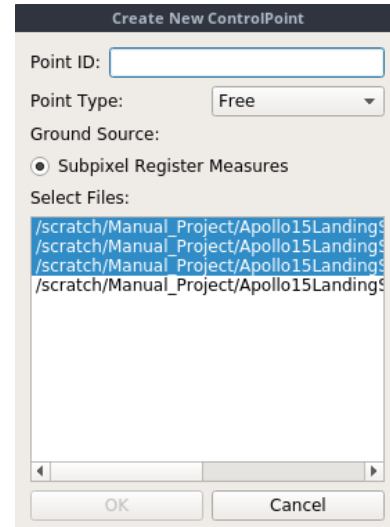 Create New ControlPoint
Point ID:
Point Type: Free
Ground Source:
Subpixel Register Measures
Select Files:
/scratch/Manual_Project/Apollo15LandingS
/scratch/Manual_Project/Apollo15LandingS
/scratch/Manual_Project/Apollo15LandingS
/scratch/Manual_Project/Apollo15LandingS
OK Cancel